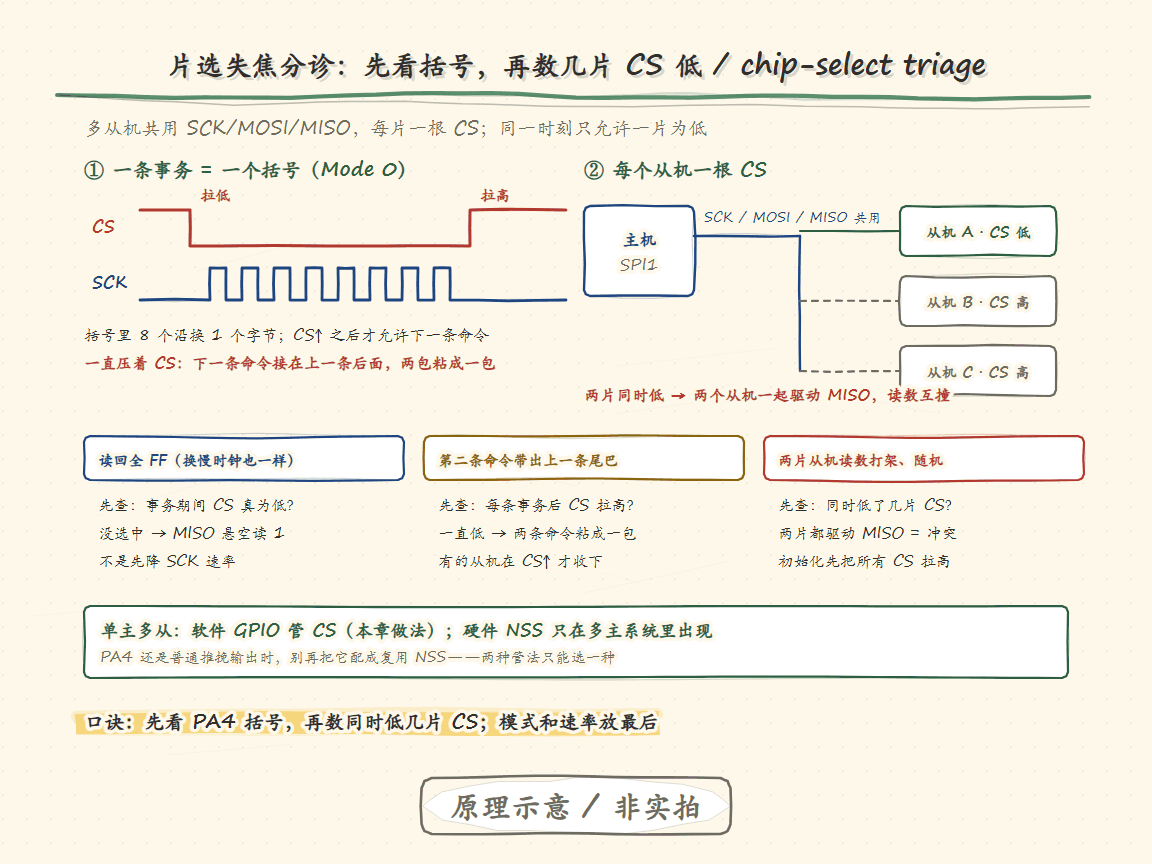 片选失焦分诊：先看括号，再数几片 CS 低 / chip-select triage
多从机共用 SCK/MOSI/MISO，每片一根 CS；同一时刻只允许一片为低
① 一条事务 = 一个括号（Mode 0）
拉低
拉高
CS
SCK
括号里 8 个沿换 1 个字节；CS↑ 之后才允许下一条命令
一直压着 CS：下一条命令接在上一条后面，两包粘成一包
② 每个从机一根 CS
主机
SPI1
SCK / MOSI / MISO 共用
从机 A · CS 低
从机 B · CS 高
从机 C · CS 高
两片同时低 → 两个从机一起驱动 MISO，读数互撞
读回全 FF（换慢时钟也一样）
先查：事务期间 CS 真为低?
没选中 → MISO 悬空读 1
不是先降 SCK 速率
第二条命令带出上一条尾巴
先查：每条事务后 CS 拉高?
一直低 → 两条命令粘成一包
有的从机在 CS↑ 才收下
两片从机读数打架、随机
先查：同时低了几片 CS?
两片都驱动 MISO = 冲突
初始化先把所有 CS 拉高
单主多从：软件 GPIO 管 CS（本章做法）；硬件 NSS 只在多主系统里出现
PA4 还是普通推挽输出时，别再把它配成复用 NSS——两种管法只能选一种
口诀：先看 PA4 括号，再数同时低几片 CS；模式和速率放最后
原理示意 / 非实拍